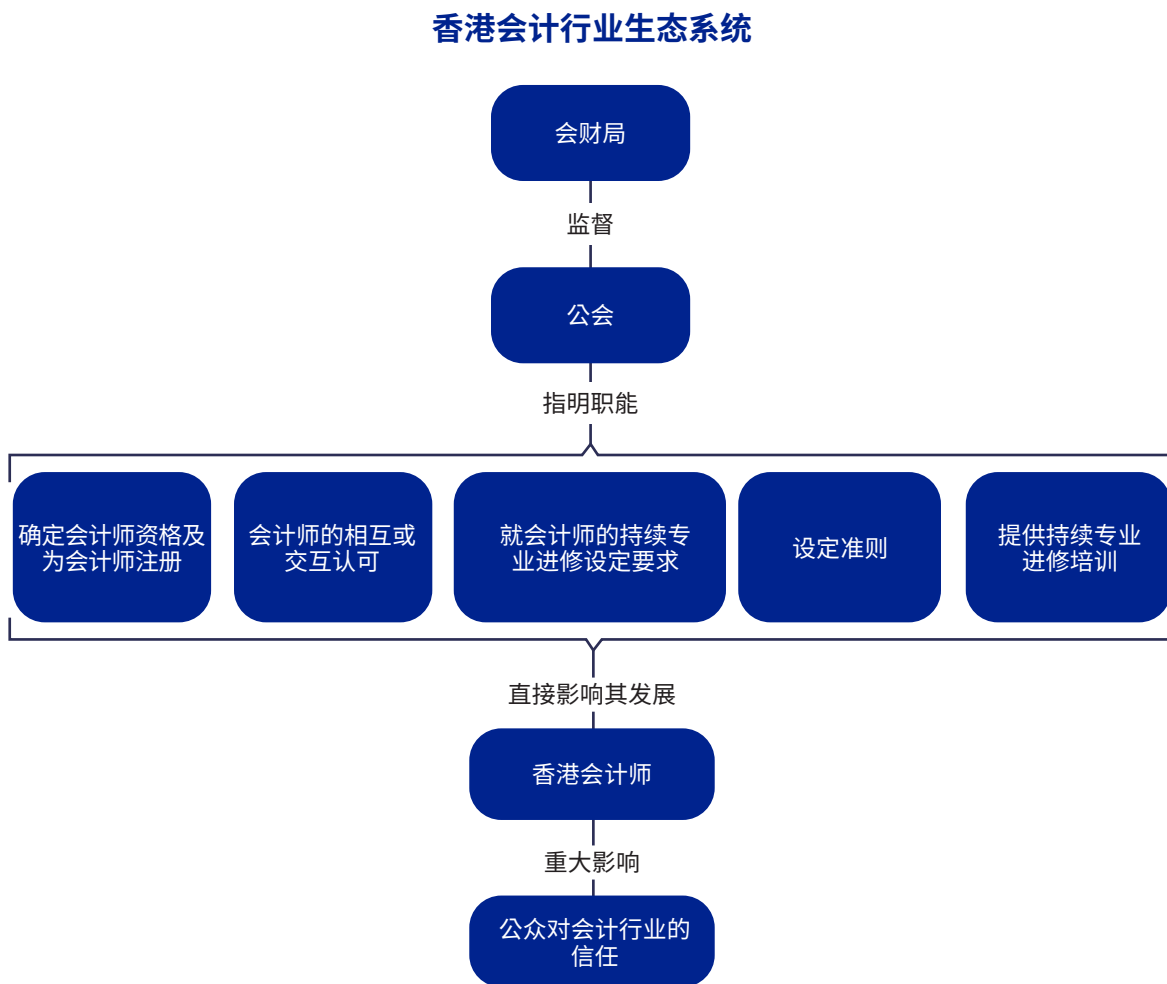 香港会计行业生态系统
会财局
监督
公会
指明职能
确定会计师资格及
为会计师注册
会计师的相互或
交互认可
就会计师的持续专
业进修设定要求
设定准则
提供持续专业
进修培训
直接影响其发展
香港会计师
重大影响
公众对会计行业的
信任